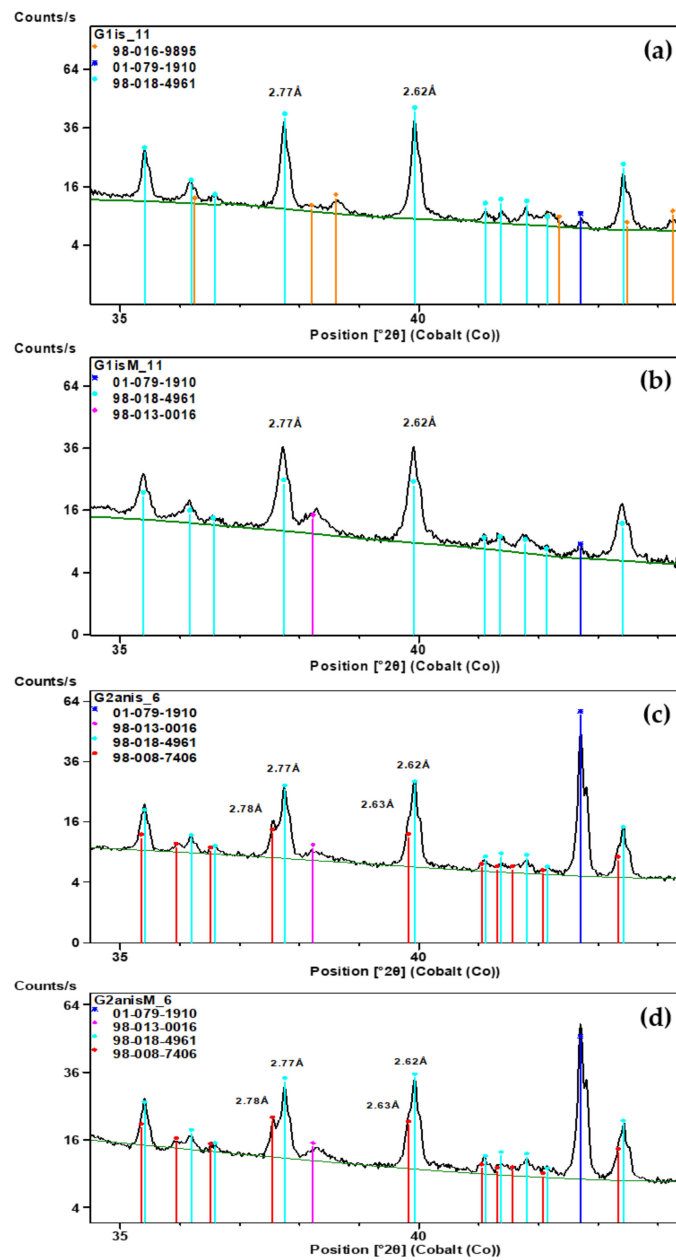 Counts/s
G1is_11
98-016-9895
01-079-1910
98-018-4961
(a)
2.77Å
2.62Å
64
36
16
4
35
40
Position [°2θ] (Cobalt (Co)
Counts/s
G1isM_11
01-079-1910
98-018-4961
98-013-0016
(b)
2.77Å
2.62Å
64
36
16
4
0
35
40
Position [°2θ] (Cobalt (Co)
Counts/s
G2anis_6
01-079-1910
98-013-0016
98-018-4961
98-008-7406
(c)
2.77Å
2.62Å
2.78Å
2.63Å
64
36
16
4
0
35
40
Position [°2θ] (Cobalt (Co)
Counts/s
G2anisM_6
01-079-1910
98-013-0016
98-018-4961
98-008-7406
(d)
2.77Å
2.62Å
2.78Å
2.63Å
64
36
16
4
35
40
Position [°2θ] (Cobalt (Co)